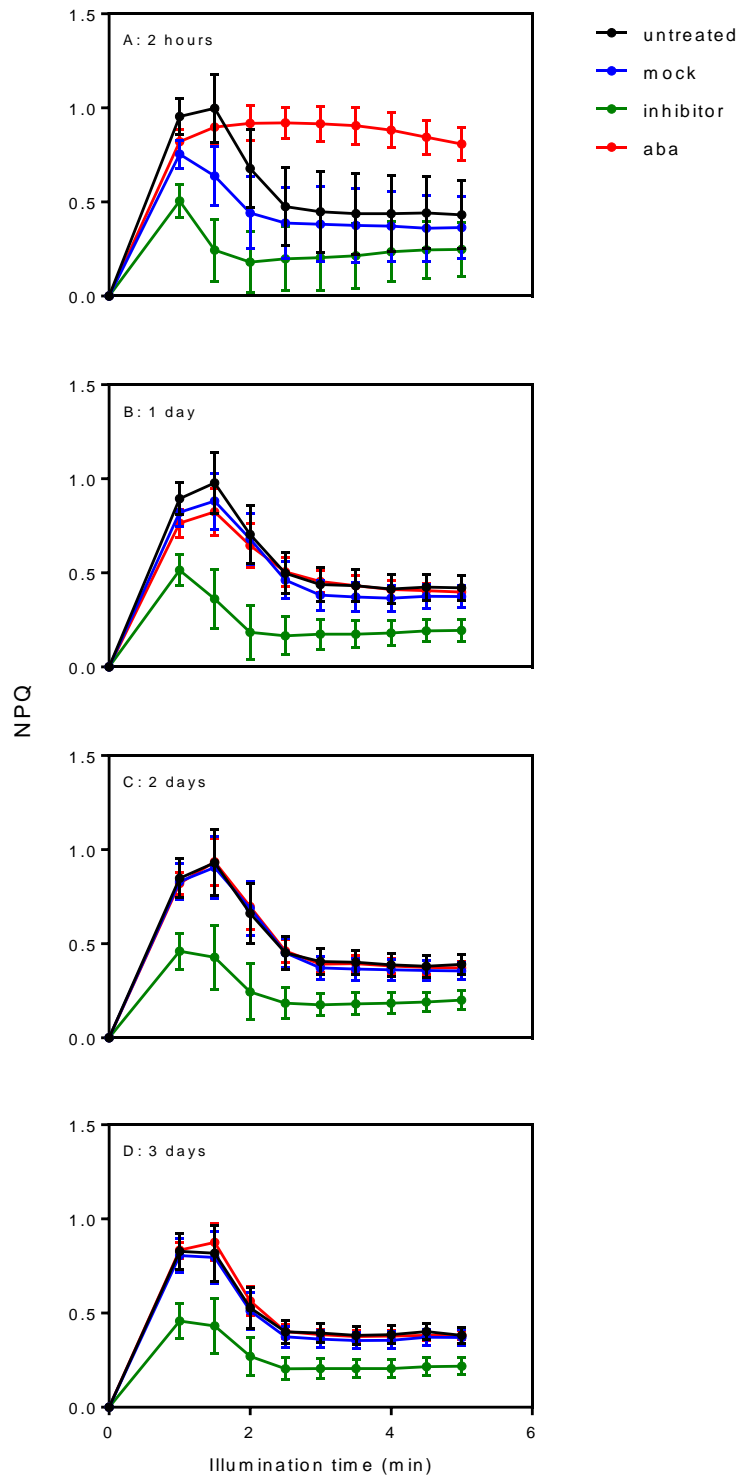 1.5
A: 2 hours
1.0
0.5
0.0
untreated
mock
inhibitor
aba
1.5
B: 1 day
1.0
0.5
0.0
NPQ
1.5
C: 2 days
1.0
0.5
0.0
1.5
D: 3 days
1.0
0.5
0.0
0 2 4 6
Illumination time (min)